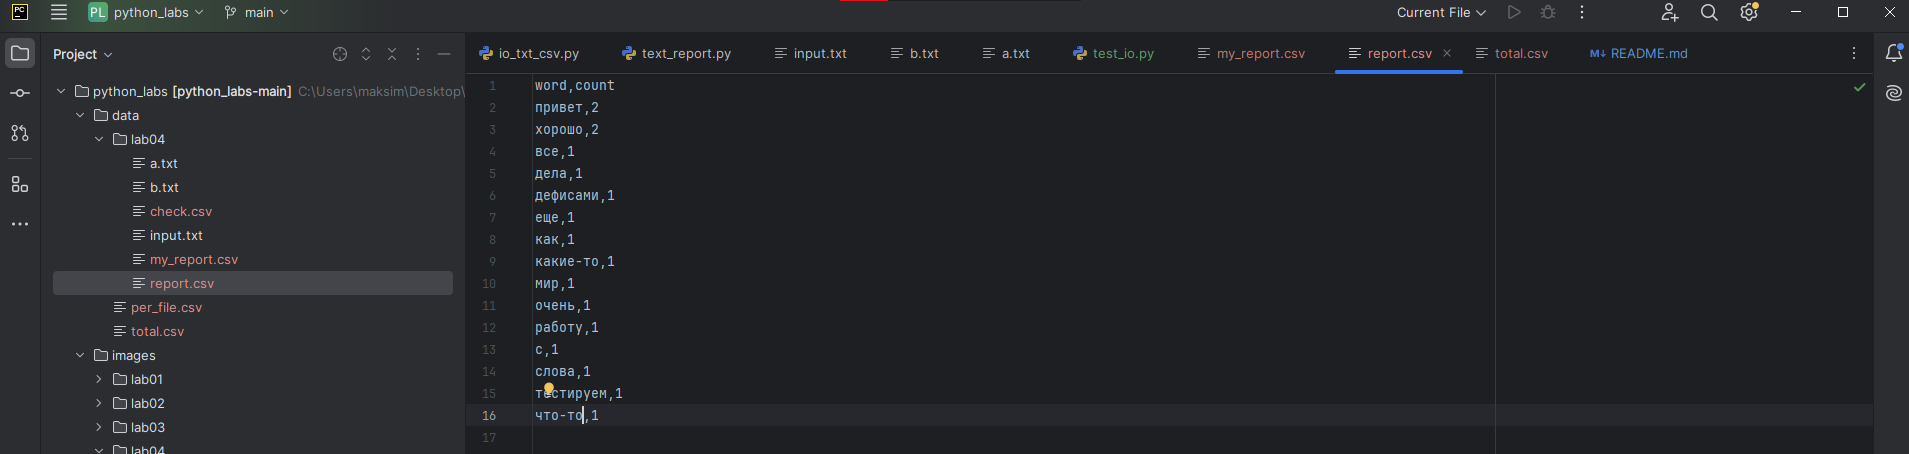 PC
PL python_labs main Current File
Project
io_txt_csv.py text_report.py input.txt b.txt a.txt test_io.py my_report.csv report.csv total.csv M↓ README.md
python_labs [python_labs-main] C:\Users\maksim\Desktop\
data
lab04
a.txt
b.txt
check.csv
input.txt
my_report.csv
report.csv
per_file.csv
total.csv
images
lab01
lab02
lab03
lab04
1 word,count
2 привет,2
3 хорошо,2
4 все,1
5 дела,1
6 дефисами,1
7 еще,1
8 как,1
9 какие-то,1
10 мир,1
11 очень,1
12 работу,1
13 с,1
14 слова,1
15 тестируем,1
16 что-то,1
17